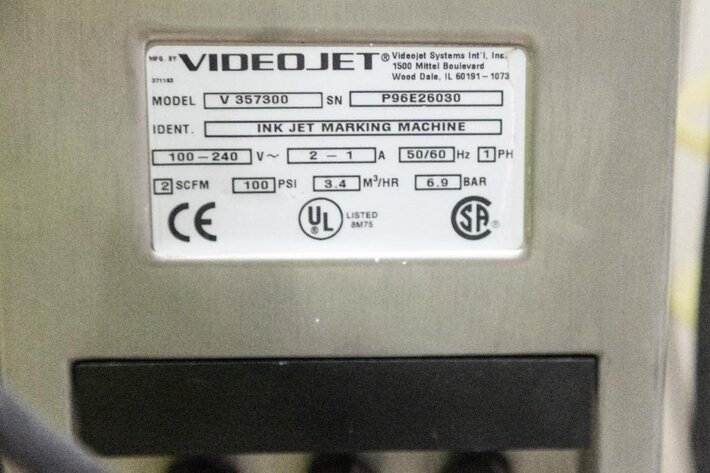 MFG. BY VIDEOJET® Videojet Systems Int'l, Inc.
1500 Mittel Boulevard
371183 Wood Dale, IL 60191-1073
MODEL V 357300 SN P96E26030
IDENT. INK JET MARKING MACHINE
100-240 V~ 2-1 A 50/60 Hz 1 PH
2 SCFM 100 PSI 3.4 M³/HR 6.9 BAR
CE UL® LISTED 8M75 SA®